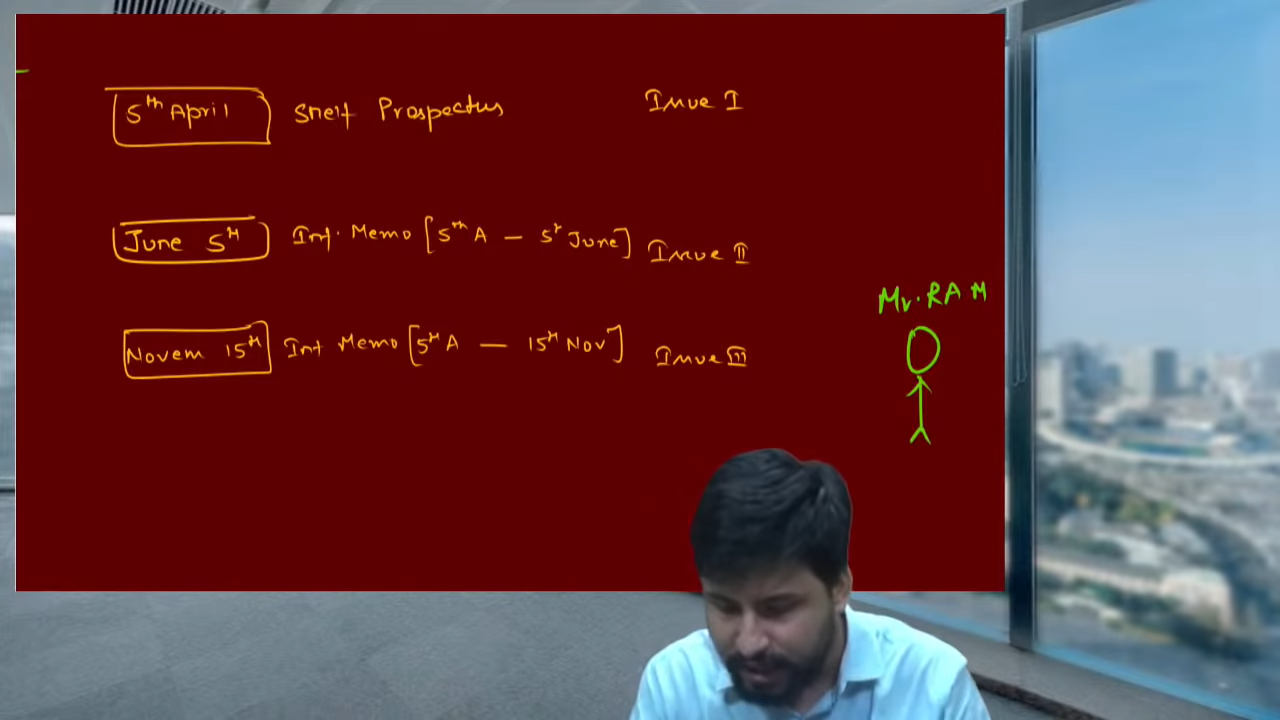 5th April Shelf Prospectus Issue I
June 5th Inf. Memo [5th A — 5th June] Issue II
Novem 15th Inf Memo [5th A — 15th Nov] Issue III
Mr. RAM